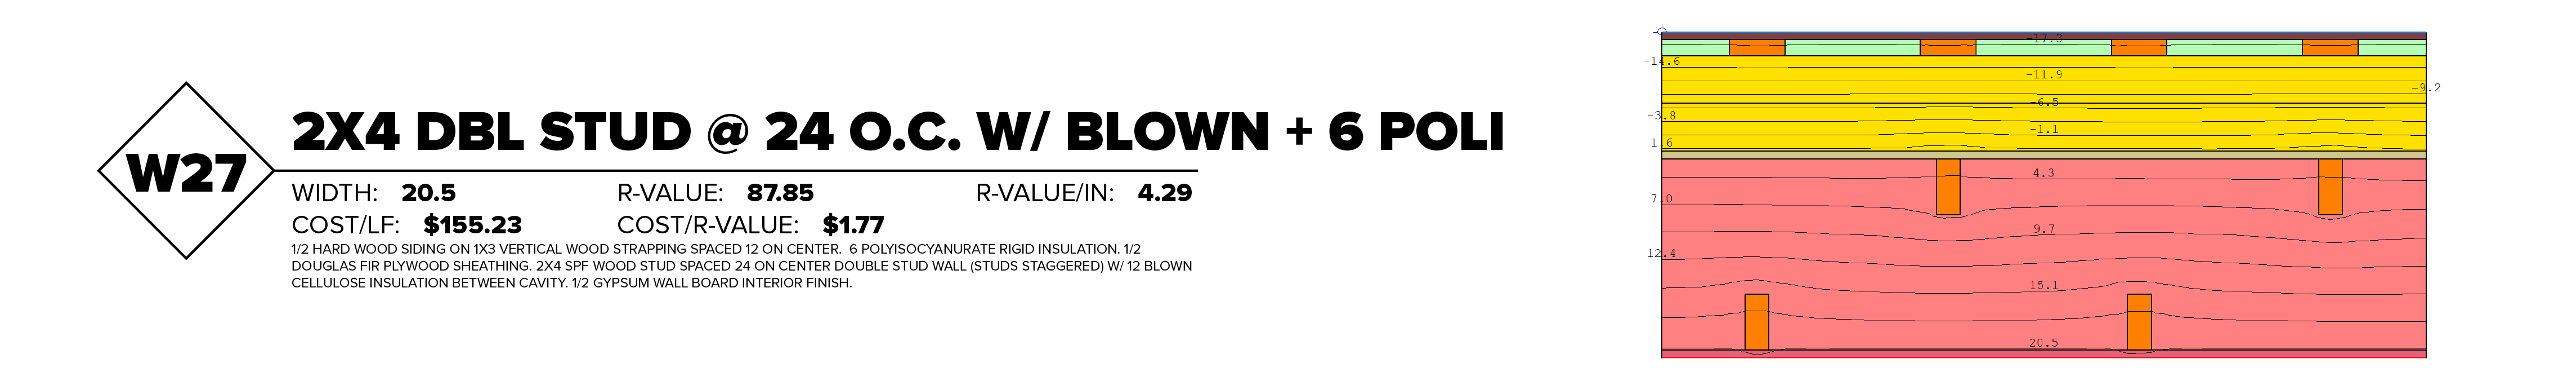 2X4 DBL STUD @ 24 O.C. W/ BLOWN + 6 POLI
W27
WIDTH: 20.5 R-VALUE: 87.85 R-VALUE/IN: 4.29
COST/LF: $155.23 COST/R-VALUE: $1.77
1/2 HARD WOOD SIDING ON 1X3 VERTICAL WOOD STRAPPING SPACED 12 ON CENTER. 6 POLYISOCYANURATE RIGID INSULATION. 1/2
DOUGLAS FIR PLYWOOD SHEATHING. 2X4 SPF WOOD STUD SPACED 24 ON CENTER DOUBLE STUD WALL (STUDS STAGGERED) W/ 12 BLOWN
CELLULOSE INSULATION BETWEEN CAVITY. 1/2 GYPSUM WALL BOARD INTERIOR FINISH.
-17.3
-14.6
-11.9
-9.2
-6.5
-3.8
-1.1
1.6
4.3
7.0
9.7
12.4
15.1
20.5